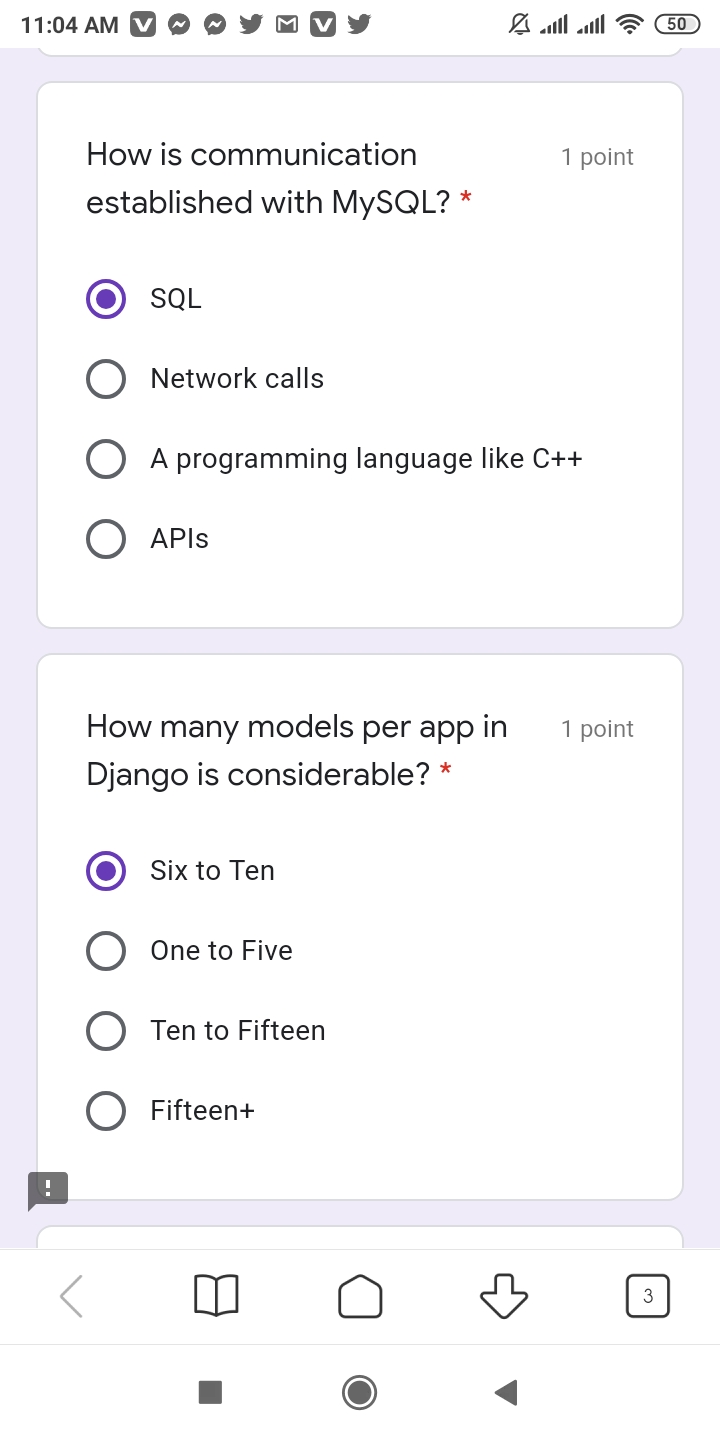 11:04 AM
50
How is communication
established with MySQL? *
1 point
SQL
Network calls
A programming language like C++
APIs
How many models per app in
Django is considerable? *
1 point
Six to Ten
One to Five
Ten to Fifteen
Fifteen+
3